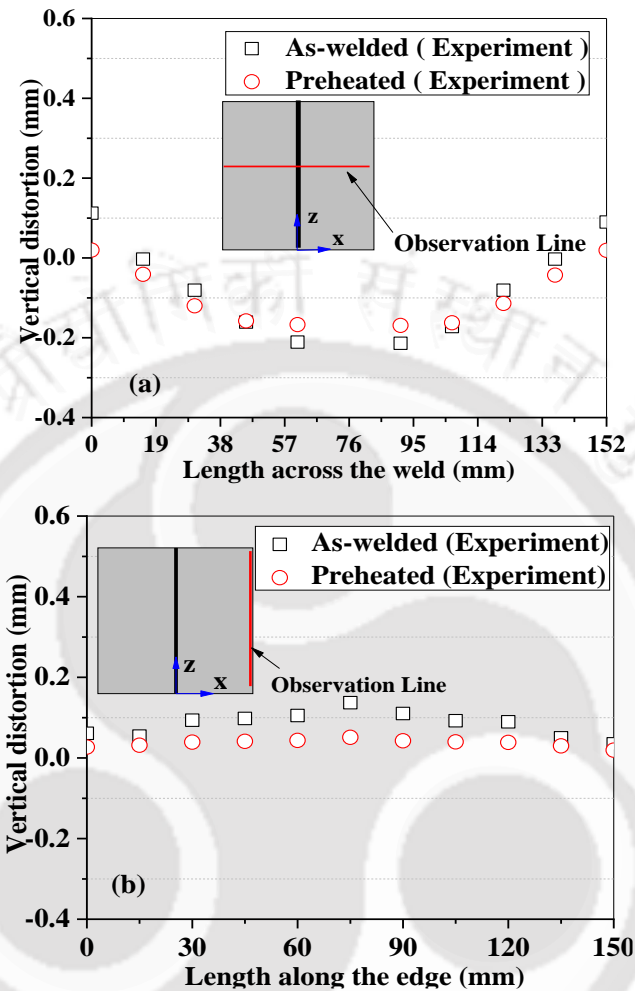 0.6
As-welded ( Experiment )
Preheated ( Experiment )
0.4
0.2
0.0
-0.2
-0.4
Vertical distortion (mm)
z
x
Observation Line
(a)
0 19 38 57 76 95 114 133 152
Length across the weld (mm)
0.6
As-welded (Experiment)
Preheated (Experiment)
0.4
0.2
0.0
-0.2
-0.4
Vertical distortion (mm)
z
x
Observation Line
(b)
0 30 60 90 120 150
Length along the edge (mm)